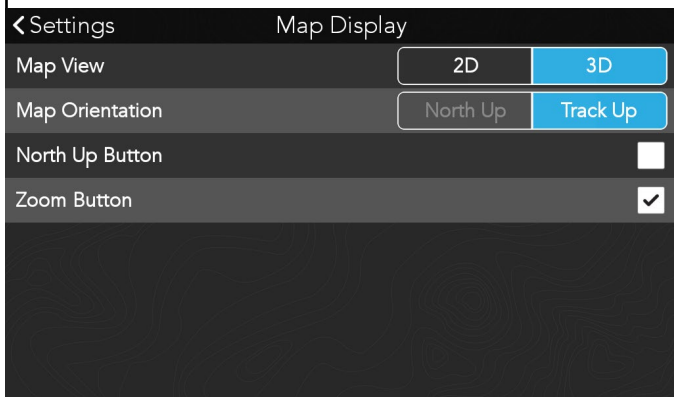 Settings Map Display
Map View 2D 3D
Map Orientation North Up Track Up
North Up Button
Zoom Button